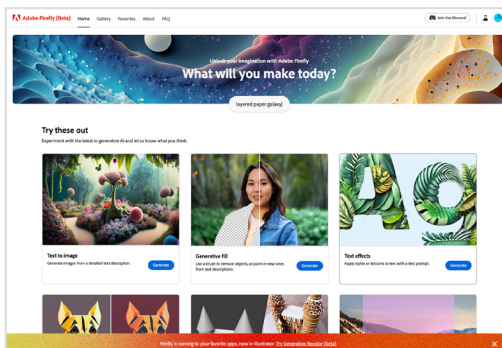 Adobe Firefly (Beta) Home Gallery Favorites About FAQ Join the Discord
Unlock your imagination with Adobe Firefly
What will you make today?
layered paper galaxy
Try these out
Experiment with the latest in generative AI and let us know what you think.
Text to image
Generate images from a detailed text description.
Generate
Generative fill
Use a brush to remove objects, or paint in new ones
from text descriptions
Generate
Text effects
Apply styles or textures to text with a text prompt.
Generate
Firefly is coming to your favorite apps, now in Illustrator. Try Generative Recolor (beta) X